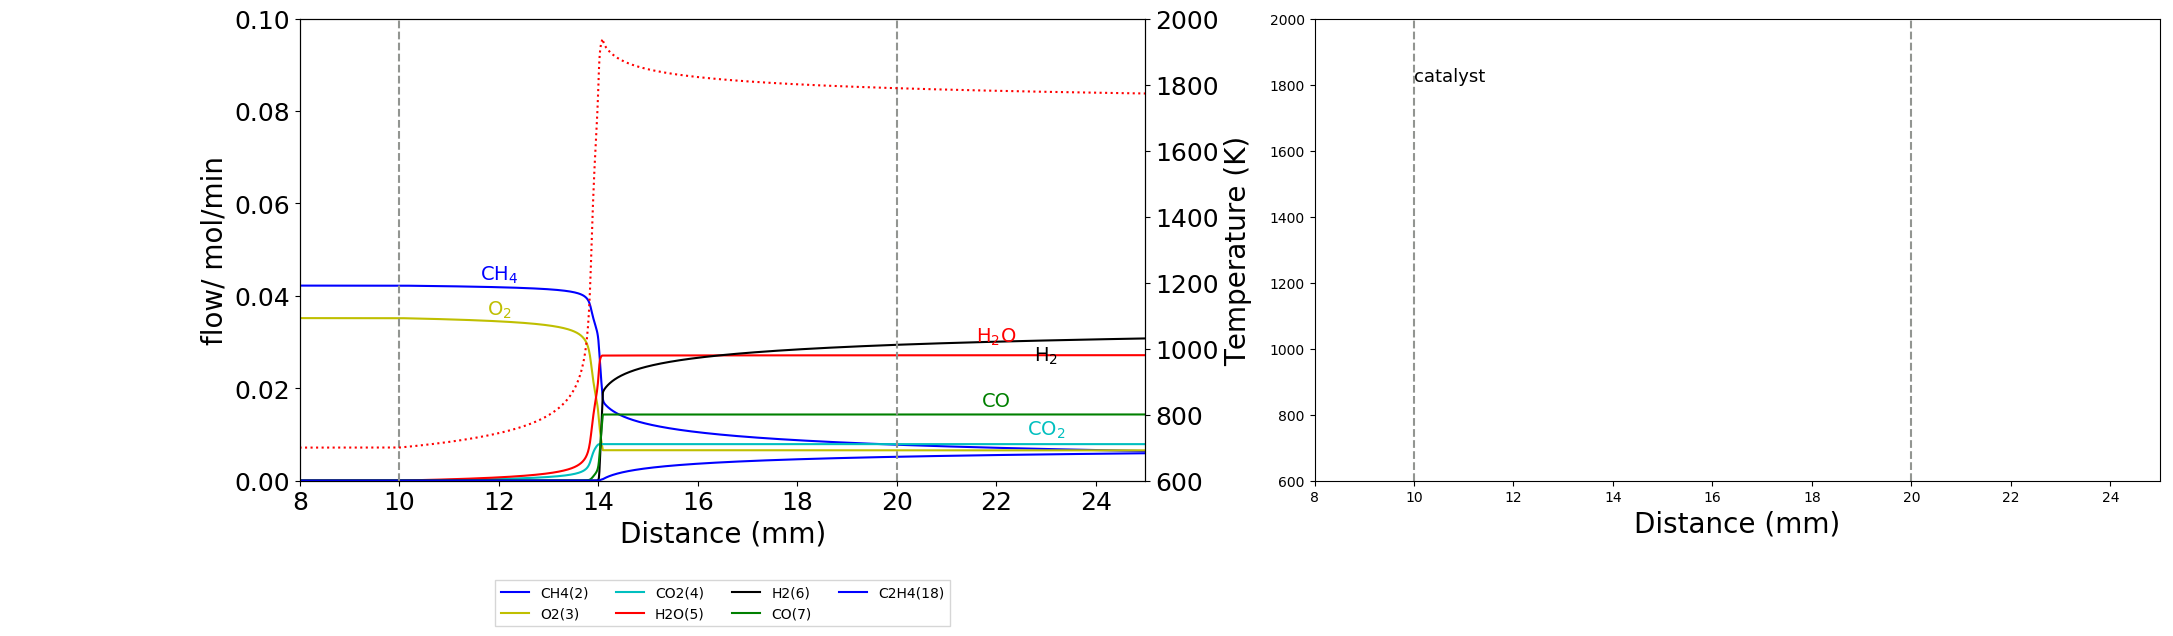 0.10
0.08
0.06
0.04
0.02
0.00
flow/ mol/min
8 10 12 14 16 18 20 22 24
Distance (mm)
2000
1800
1600
1400
1200
1000
800
600
Temperature (K)
CH₄
O₂
H₂O
H₂
CO
CO₂
CH4(2) CO2(4) H2(6) C2H4(18)
O2(3) H2O(5) CO(7)
2000
1800
1600
1400
1200
1000
800
600
catalyst
8 10 12 14 16 18 20 22 24
Distance (mm)